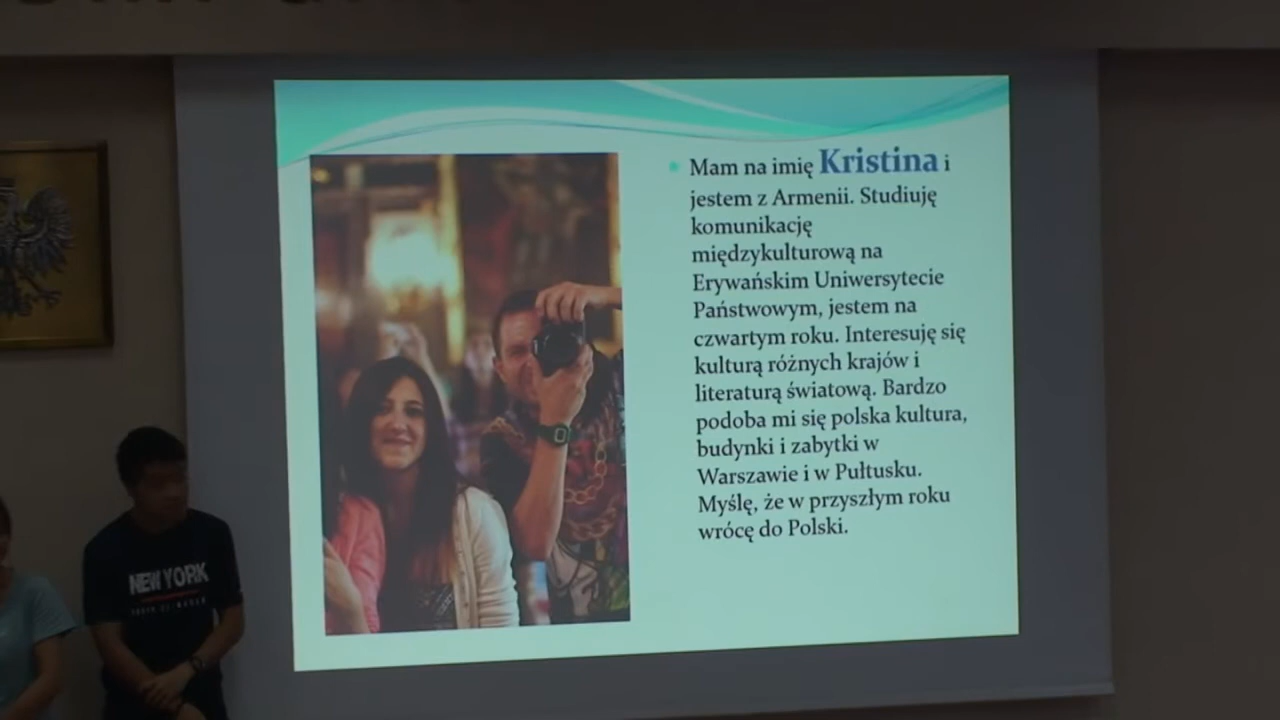 Mam na imię Kristina i
jestem z Armenii. Studiuję
komunikację
międzykulturową na
Erywańskim Uniwersytecie
Państwowym, jestem na
czwartym roku. Interesuję się
kulturą różnych krajów i
literaturą światową. Bardzo
podoba mi się polska kultura,
budynki i zabytki w
Warszawie i w Pułtusku.
Myślę, że w przyszłym roku
wrócę do Polski.
NEW YORK